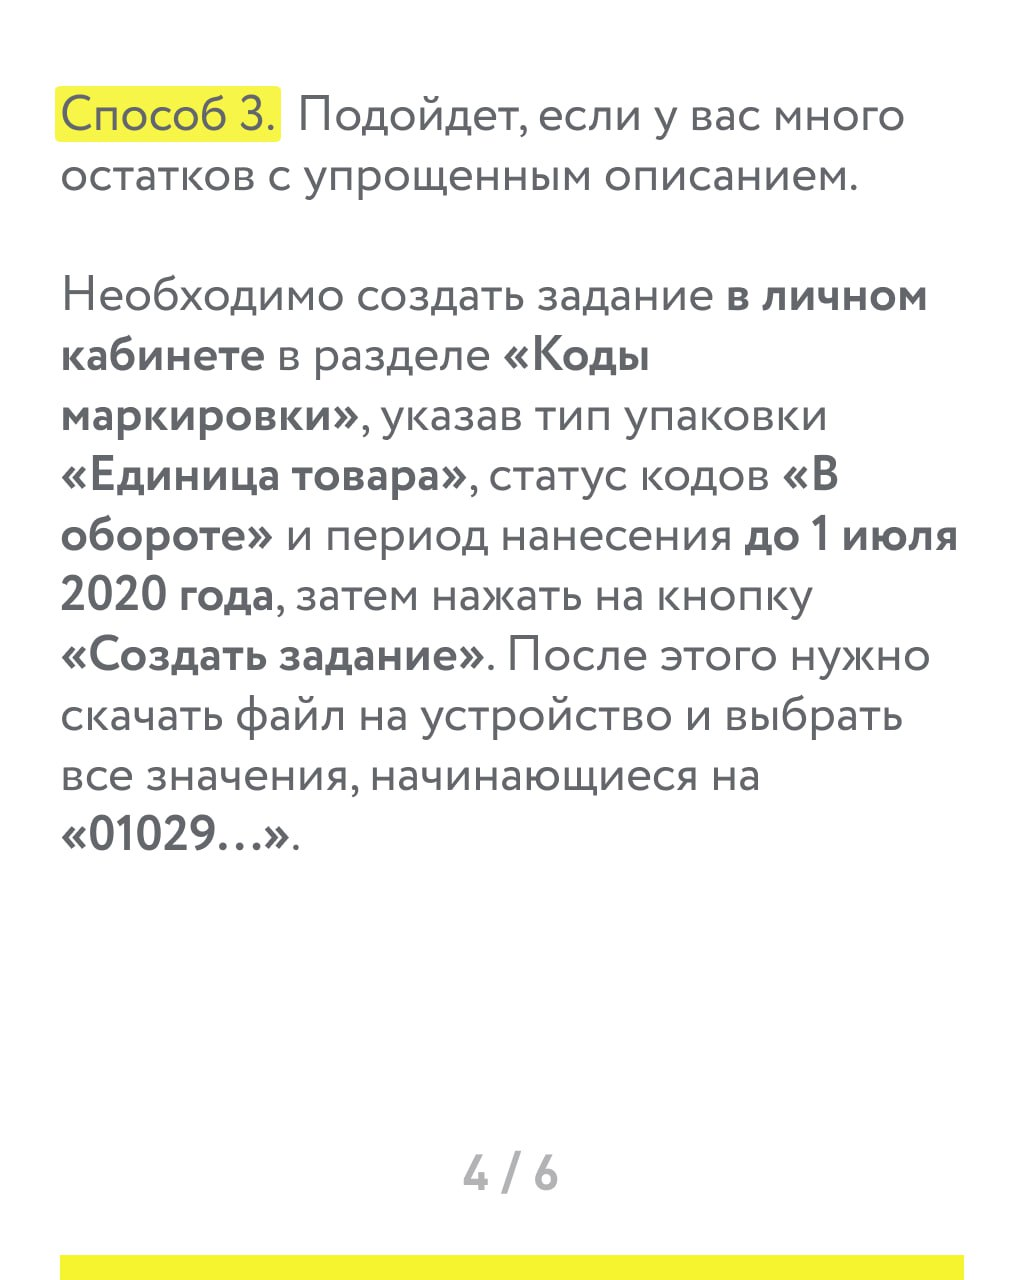 Способ 3. Подойдет, если у вас много
остатков с упрощенным описанием.
Необходимо создать задание в личном
кабинете в разделе «Коды
маркировки», указав тип упаковки
«Единица товара», статус кодов «В
обороте» и период нанесения до 1 июля
2020 года, затем нажать на кнопку
«Создать задание». После этого нужно
скачать файл на устройство и выбрать
все значения, начинающиеся на
«01029...».
4 / 6